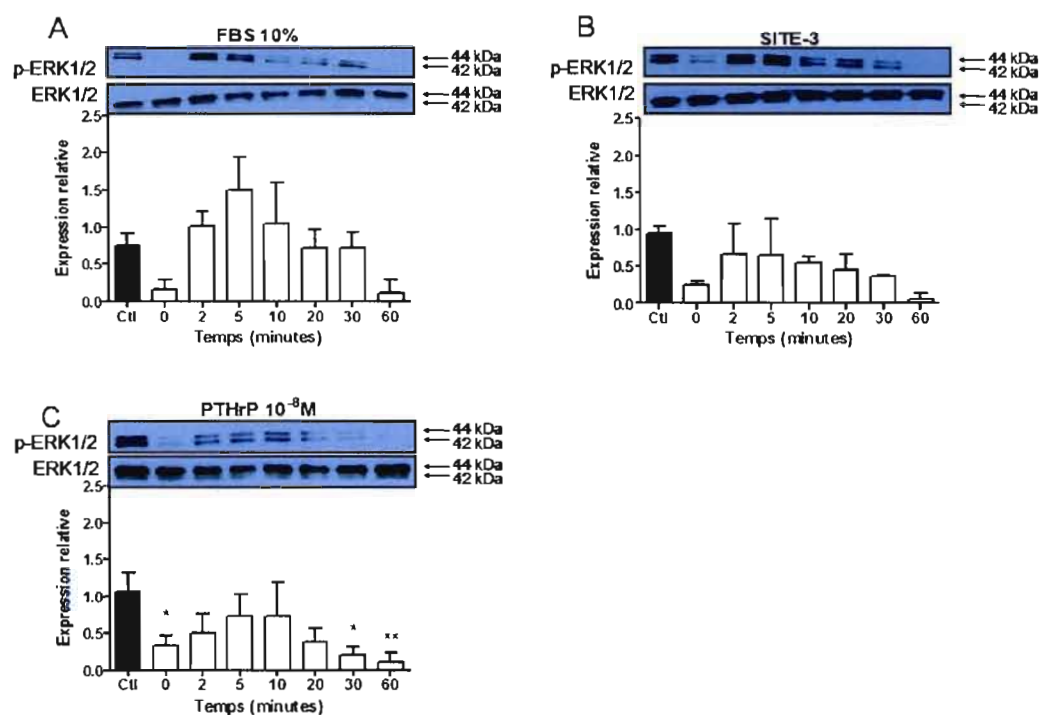 A
FBS 10%
p-ERK1/2
44 kDa
42 kDa
ERK1/2
44 kDa
42 kDa
Expression relative
2.5
2.0
1.5
1.0
0.5
0.0
Ctl 0 2 5 10 20 30 60
Temps (minutes)
B
SITE-3
p-ERK1/2
44 kDa
42 kDa
ERK1/2
44 kDa
42 kDa
Expression relative
2.5
2.0
1.5
1.0
0.5
0.0
Ctl 0 2 5 10 20 30 60
Temps (minutes)
C
PTHrP 10⁻⁸M
p-ERK1/2
44 kDa
42 kDa
ERK1/2
44 kDa
42 kDa
Expression relative
2.5
2.0
1.5
1.0
0.5
0.0
* * **
Ctl 0 2 5 10 20 30 60
Temps (minutes)